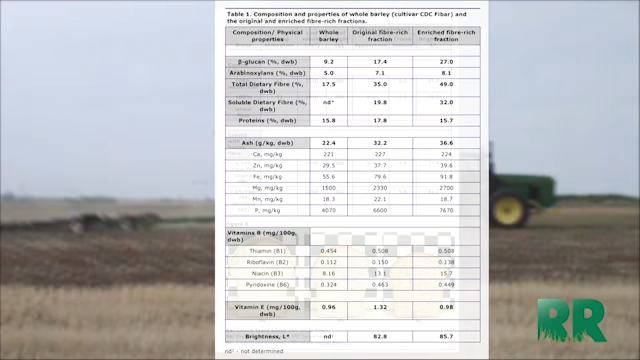 Table 1. Composition and properties of whole barley (cultivar CDC Fibar) and
the original and enriched fibre-rich fractions.
Composition/ Physical properties Whole barley Original fibre-rich fraction Enriched fibre-rich fraction
β-glucan (%, dwb) 9.2 17.4 27.0
Arabinoxylans (%, dwb) 5.0 7.1 8.1
Total Dietary Fibre (%, dwb) 17.5 35.0 49.0
Soluble Dietary Fibre (%, dwb) nd¹ 19.8 32.0
Proteins (%, dwb) 15.8 17.8 15.7
Ash (g/kg, dwb) 22.4 32.2 36.6
Ca, mg/kg 221 227 224
Zn, mg/kg 29.5 37.7 39.6
Fe, mg/kg 55.6 79.6 91.8
Mg, mg/kg 1500 2330 2700
Mn, mg/kg 18.3 22.1 18.7
P, mg/kg 4070 6600 7670
Vitamins B (mg/100g, dwb)
Thiamin (B1) 0.454 0.508 0.508
Riboflavin (B2) 0.112 0.150 0.138
Niacin (B3) 8.16 13.1 15.7
Pyridoxine (B6) 0.324 0.463 0.449
Vitamin E (mg/100g, dwb) 0.96 1.32 0.98
Brightness, L* nd¹ 82.8 85.7
nd¹ - not determined
RR